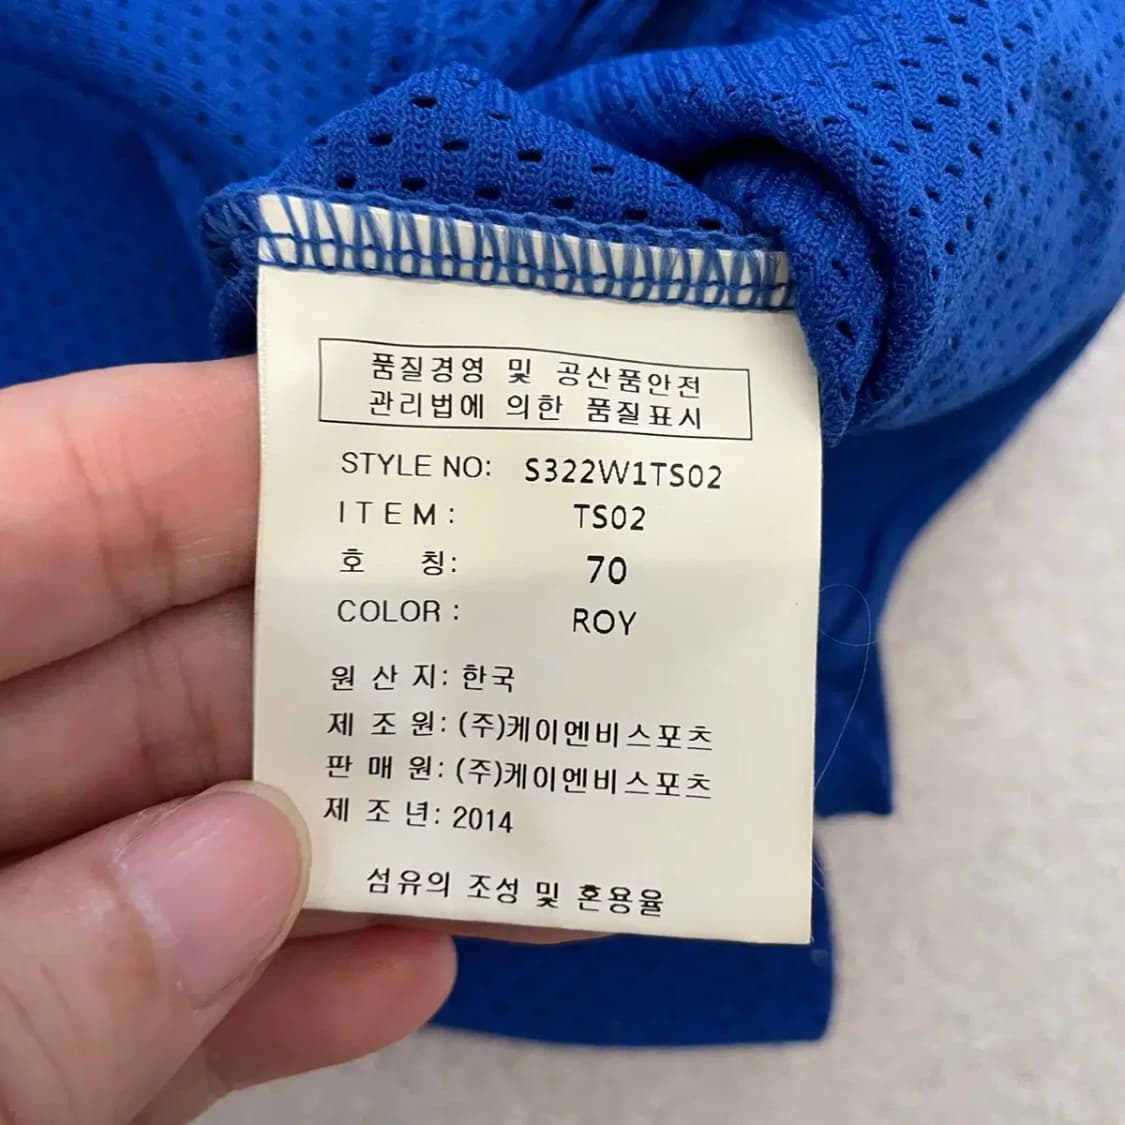 품질경영 및 공산품안전
관리법에 의한 품질표시
STYLE NO: S322W1TS02
ITEM: TS02
호 칭: 70
COLOR: ROY
원 산 지: 한국
제 조 원: (주)케이엔비스포츠
판 매 원: (주)케이엔비스포츠
제 조 년: 2014
섬유의 조성 및 혼용율